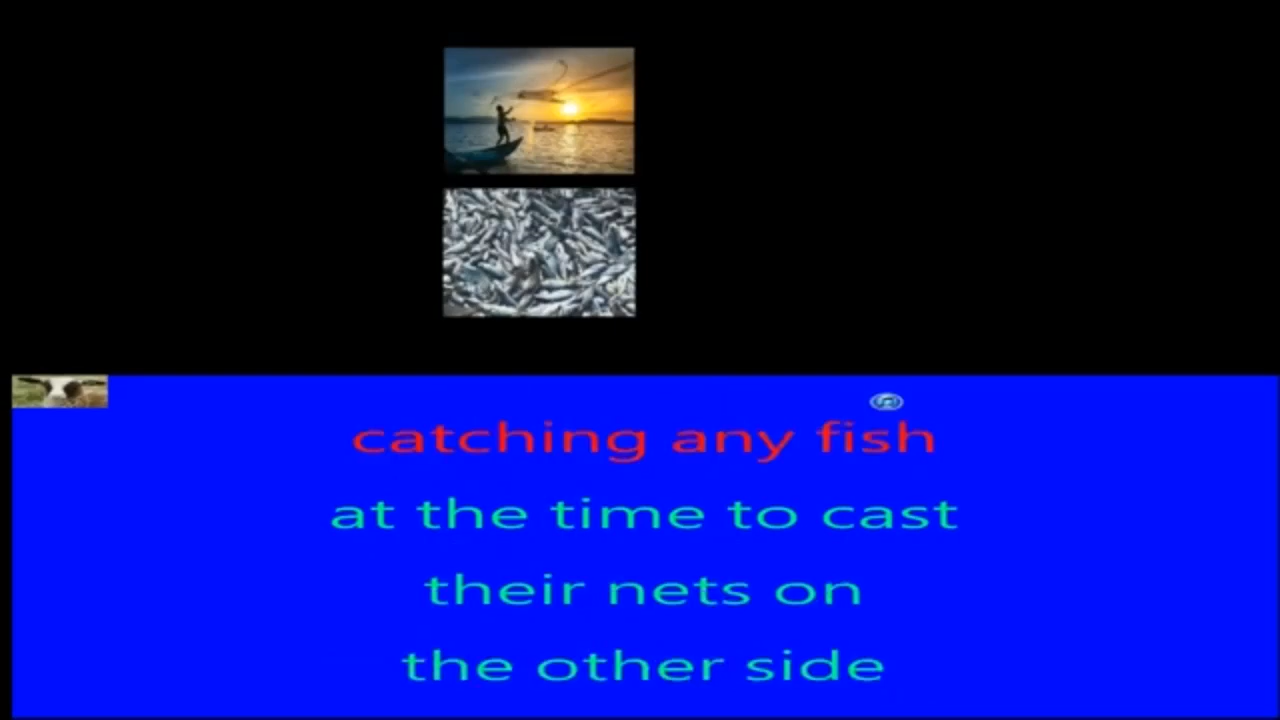 catching any fish
at the time to cast
their nets on
the other side